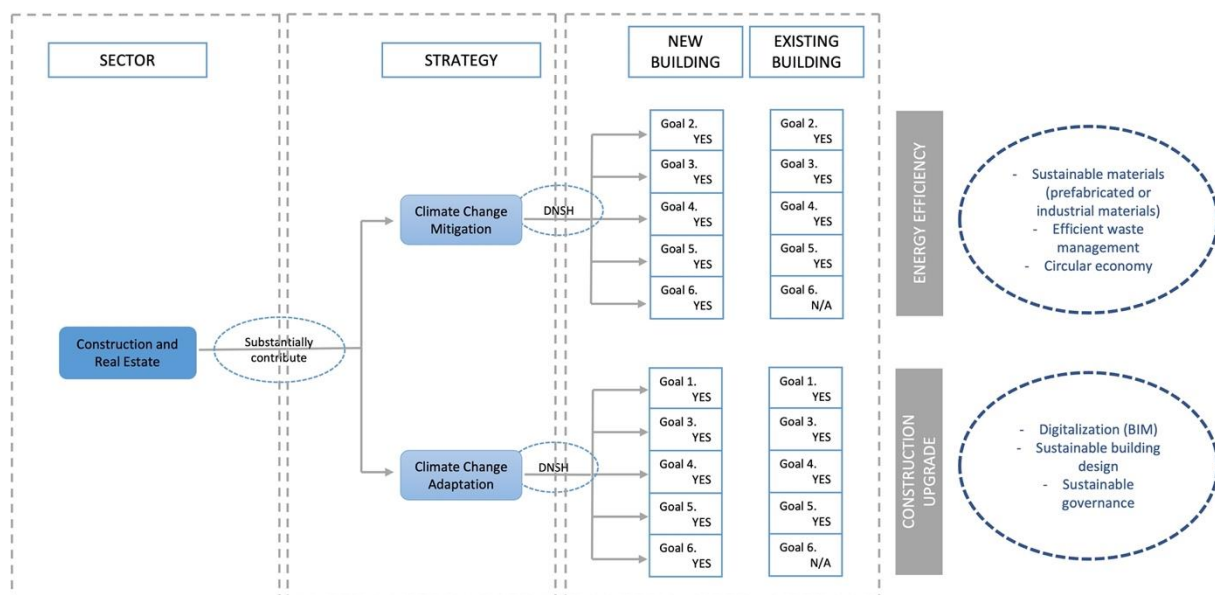 SECTOR
STRATEGY
NEW
BUILDING
EXISTING
BUILDING
Construction and
Real Estate
Substantially
contribute
Climate Change
Mitigation
DNSH
Goal 2.
YES
Goal 3.
YES
Goal 4.
YES
Goal 5.
YES
Goal 6.
YES
Goal 2.
YES
Goal 3.
YES
Goal 4.
YES
Goal 5.
YES
Goal 6.
N/A
ENERGY EFFICIENCY
- Sustainable materials
(prefabricated or
industrial materials)
- Efficient waste
management
- Circular economy
Climate Change
Adaptation
DNSH
Goal 1.
YES
Goal 3.
YES
Goal 4.
YES
Goal 5.
YES
Goal 6.
YES
Goal 1.
YES
Goal 3.
YES
Goal 4.
YES
Goal 5.
YES
Goal 6.
N/A
CONSTRUCTION
UPGRADE
- Digitalization (BIM)
- Sustainable building
design
- Sustainable
governance